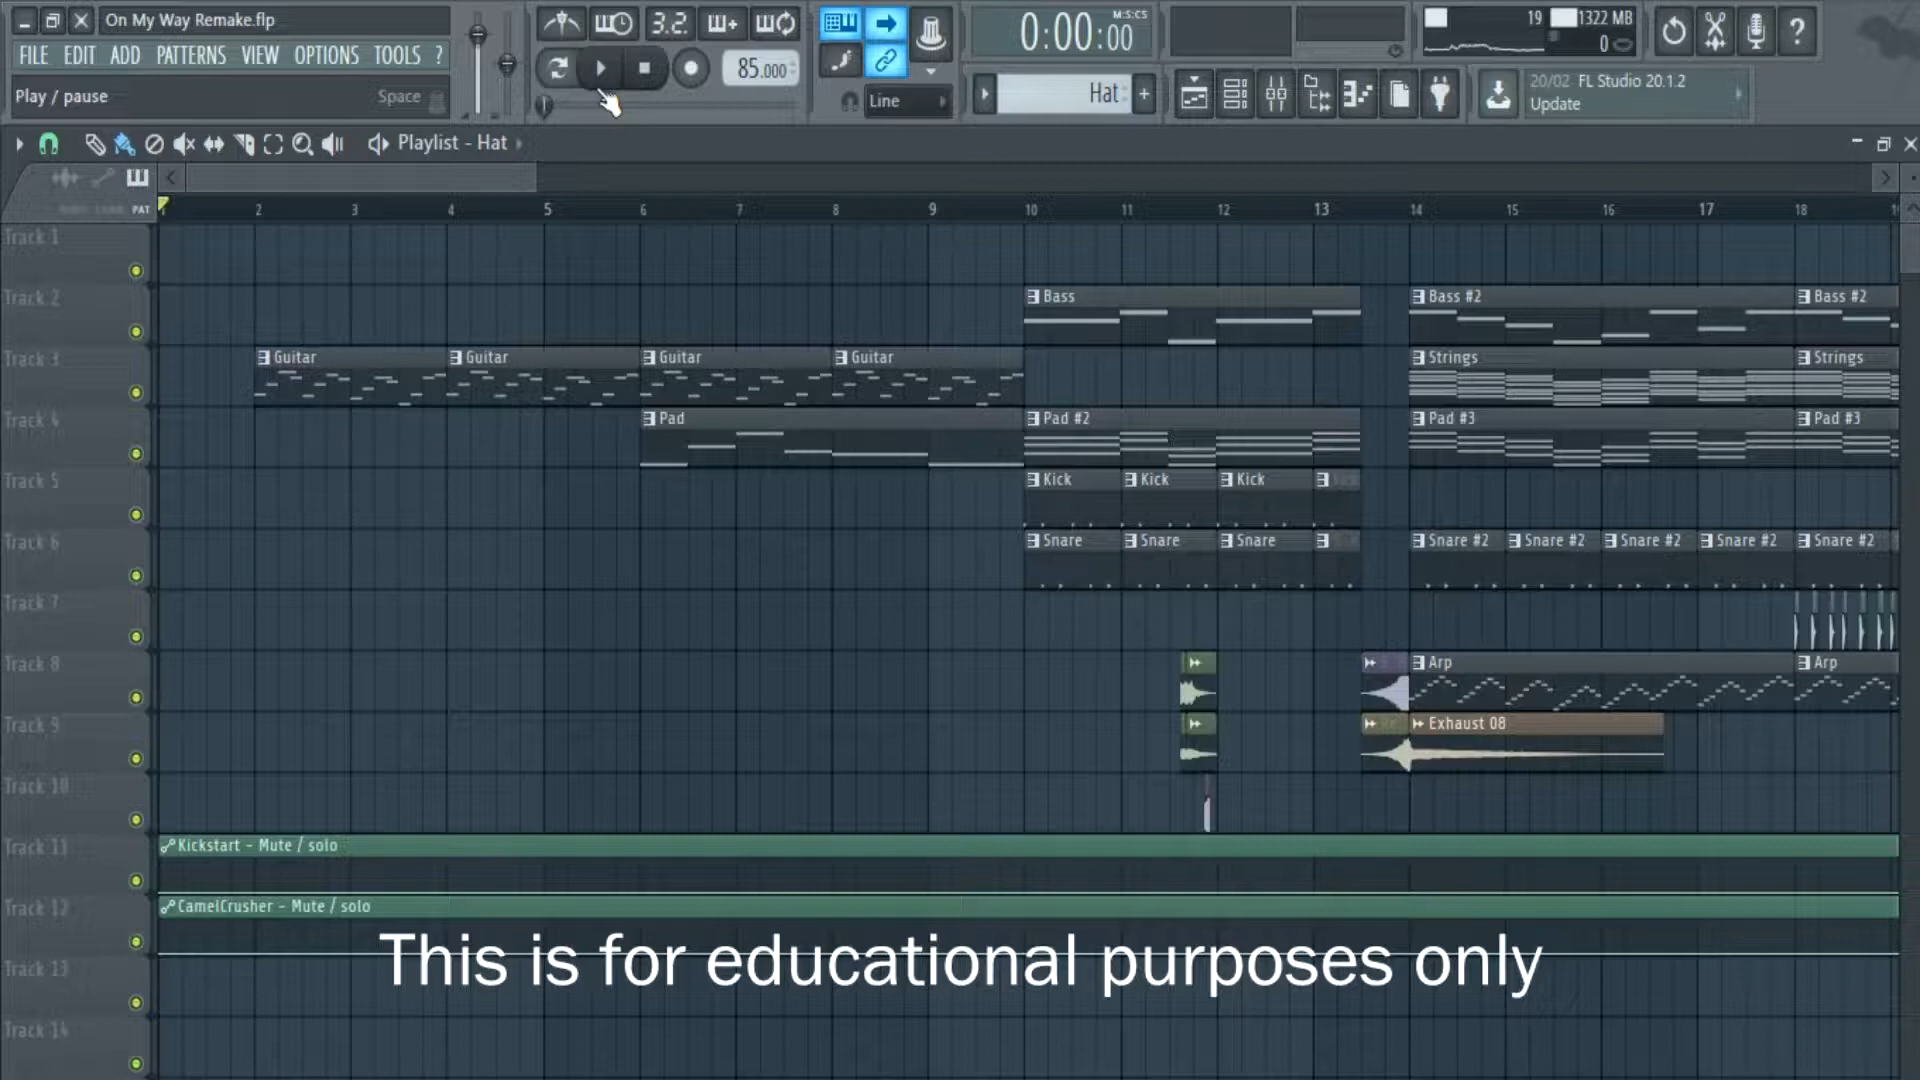 On My Way Remake.flp
FILE EDIT ADD PATTERNS VIEW OPTIONS TOOLS ?
Play / pause Space
3.2.
85.000
Line
0:00:00
M:S:CS
Hat
19
1322 MB
0
20/02 FL Studio 20.1.2
Update
Playlist - Hat
PAT
1 2 3 4 5 6 7 8 9 10 11 12 13 14 15 16 17 18
Track 1
Track 2
Bass Bass #2 Bass #2
Track 3
Guitar Guitar Guitar Guitar Strings Strings
Track 4
Pad Pad #2 Pad #3 Pad #3
Track 5
Kick Kick Kick
Track 6
Snare Snare Snare Snare #2 Snare #2 Snare #2 Snare #2 Snare #2
Track 7
Track 8
Arp Arp
Track 9
Exhaust 08
Track 10
Track 11
Kickstart - Mute / solo
Track 12
CamelCrusher - Mute / solo
This is for educational purposes only
Track 13
Track 14